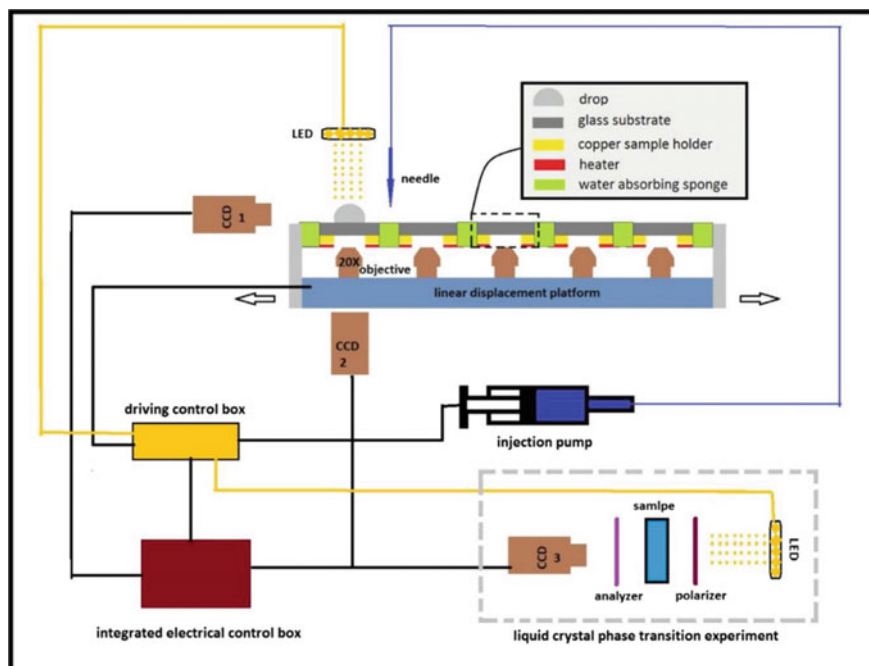 drop
glass substrate
copper sample holder
heater
water absorbing sponge
LED
needle
CCD 1
20X
objective
linear displacement platform
CCD
2
driving control box
injection pump
integrated electrical control box
CCD 3
analyzer
samlpe
polarizer
LED
liquid crystal phase transition experiment